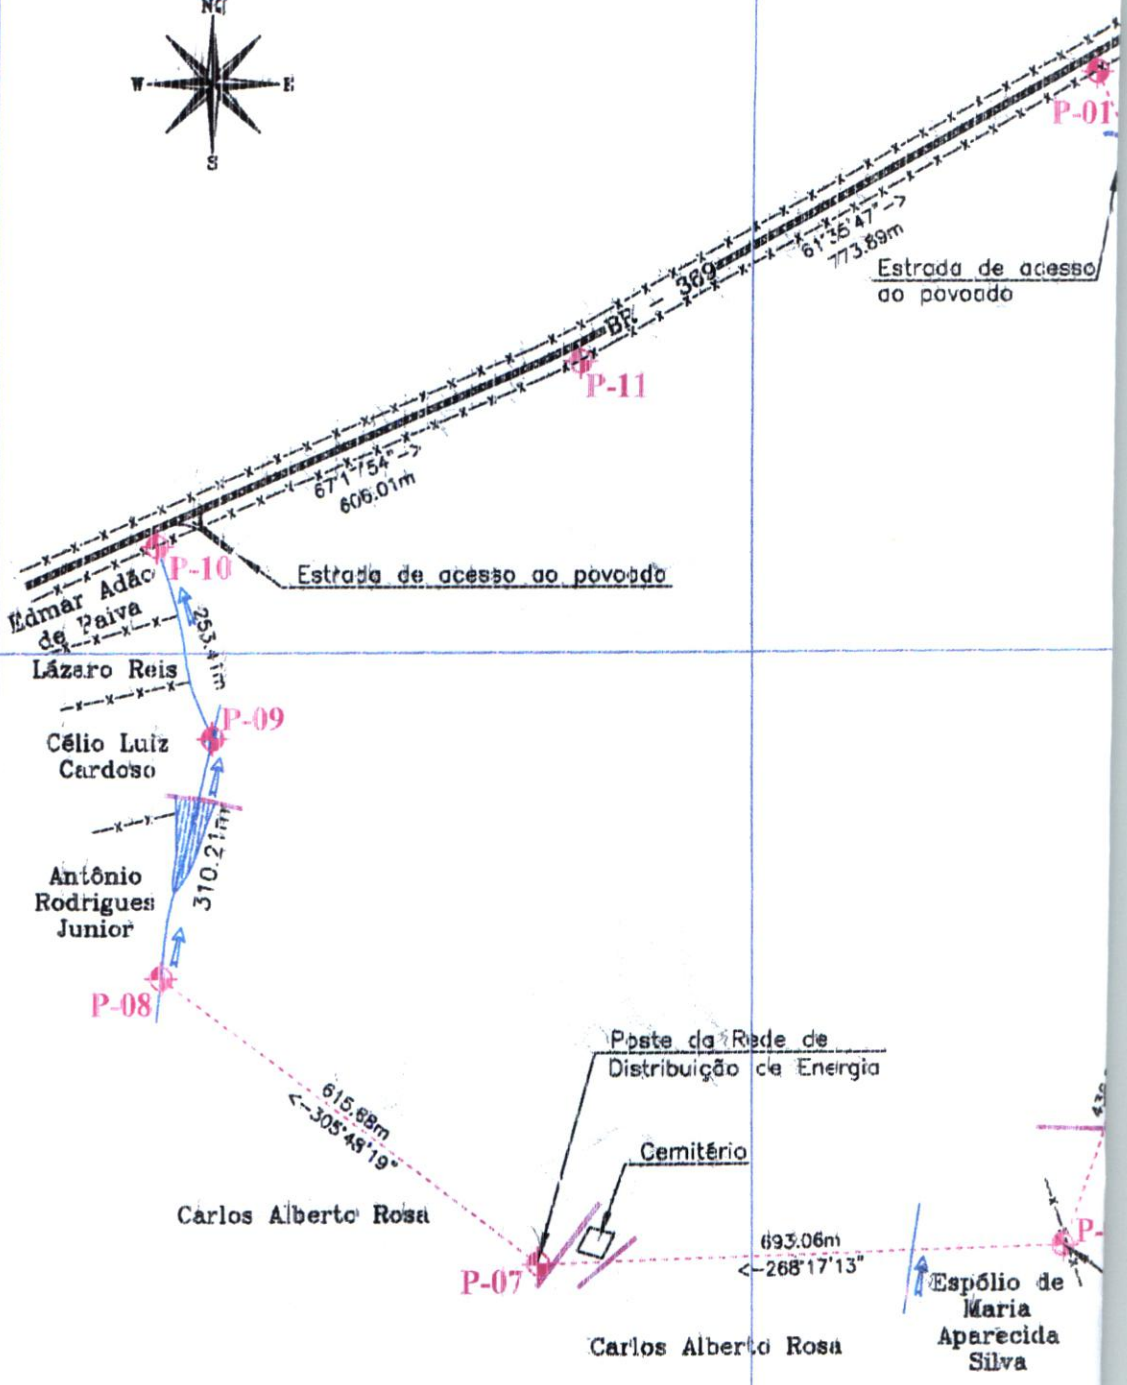 NG
W
E
S
P-01
61°36'47"->
773.89m
Estrada de acesso
ao povoado
BR - 369
P-11
67°1'54"->
606.01m
P-10
Estrada de acesso ao povoado
Edmar Adão
de Paiva
253.41m
Lázaro Reis
P-09
Célio Luiz
Cardoso
310.21m
Antônio
Rodrigues
Junior
P-08
Poste da Rede de
Distribuição de Energia
615.68m
<-305°48'19"
Cemitério
Carlos Alberto Rosa
693.06m
<-268°17'13"
P-
P-07
Espólio de
Maria
Aparecida
Silva
Carlos Alberto Rosa